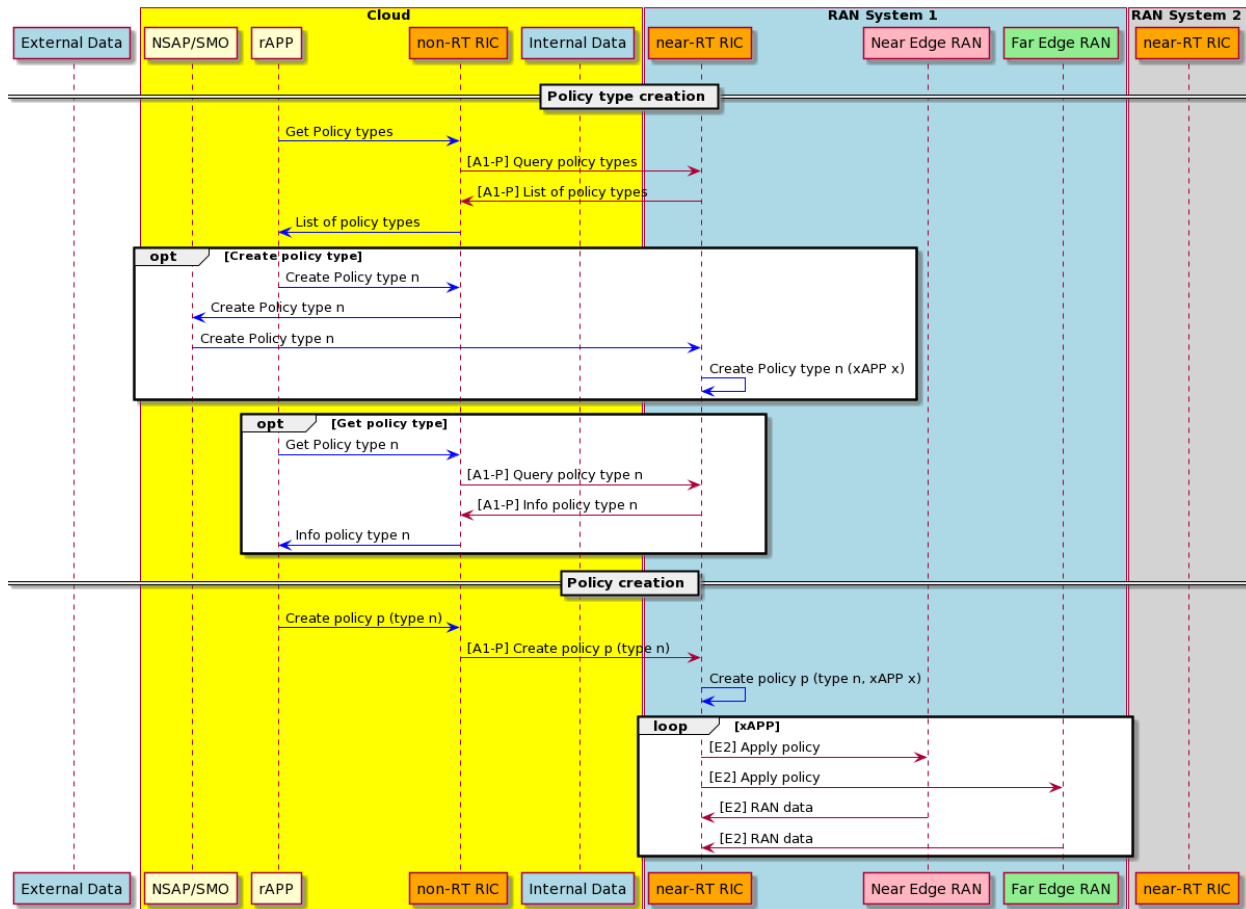 Cloud
RAN System 1
RAN System 2
External Data
NSAP/SMO
rAPP
non-RT RIC
Internal Data
near-RT RIC
Near Edge RAN
Far Edge RAN
near-RT RIC
Policy type creation
Get Policy types
[A1-P] Query policy types
[A1-P] List of policy types
List of policy types
opt
[Create policy type]
Create Policy type n
Create Policy type n
Create Policy type n
Create Policy type n (xAPP x)
opt
[Get policy type]
Get Policy type n
[A1-P] Query policy type n
[A1-P] Info policy type n
Info policy type n
Policy creation
Create policy p (type n)
[A1-P] Create policy p (type n)
Create policy p (type n, xAPP x)
loop
[xAPP]
[E2] Apply policy
[E2] Apply policy
[E2] RAN data
[E2] RAN data
External Data
NSAP/SMO
rAPP
non-RT RIC
Internal Data
near-RT RIC
Near Edge RAN
Far Edge RAN
near-RT RIC